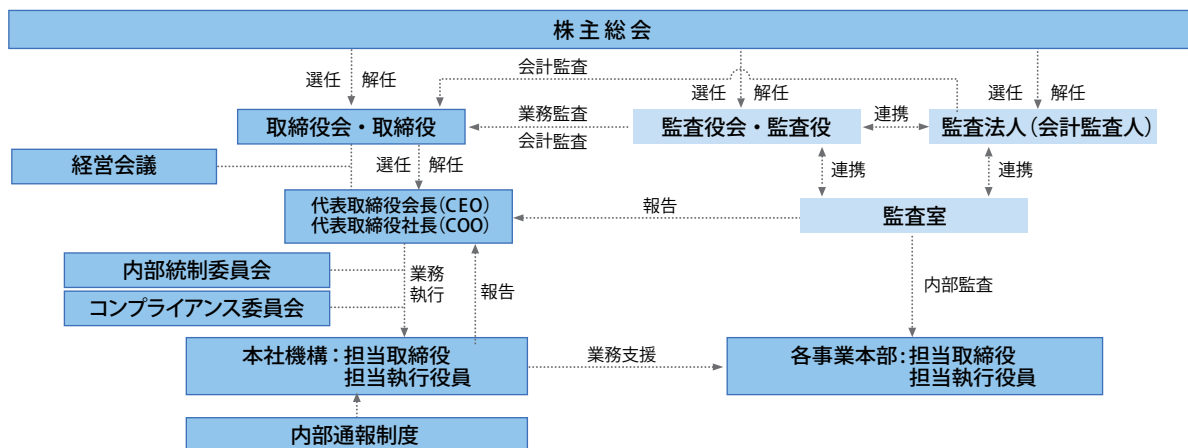 株主総会
選任 解任
会計監査
選任 解任
選任 解任
取締役会・取締役
業務監査
会計監査
監査役会・監査役
連携
監査法人（会計監査人）
経営会議
選任 解任
連携
連携
代表取締役会長（CEO）
代表取締役社長（COO）
報告
監査室
内部統制委員会
コンプライアンス委員会
業務
執行
報告
内部監査
本社機構：担当取締役
担当執行役員
業務支援
各事業本部：担当取締役
担当執行役員
内部通報制度